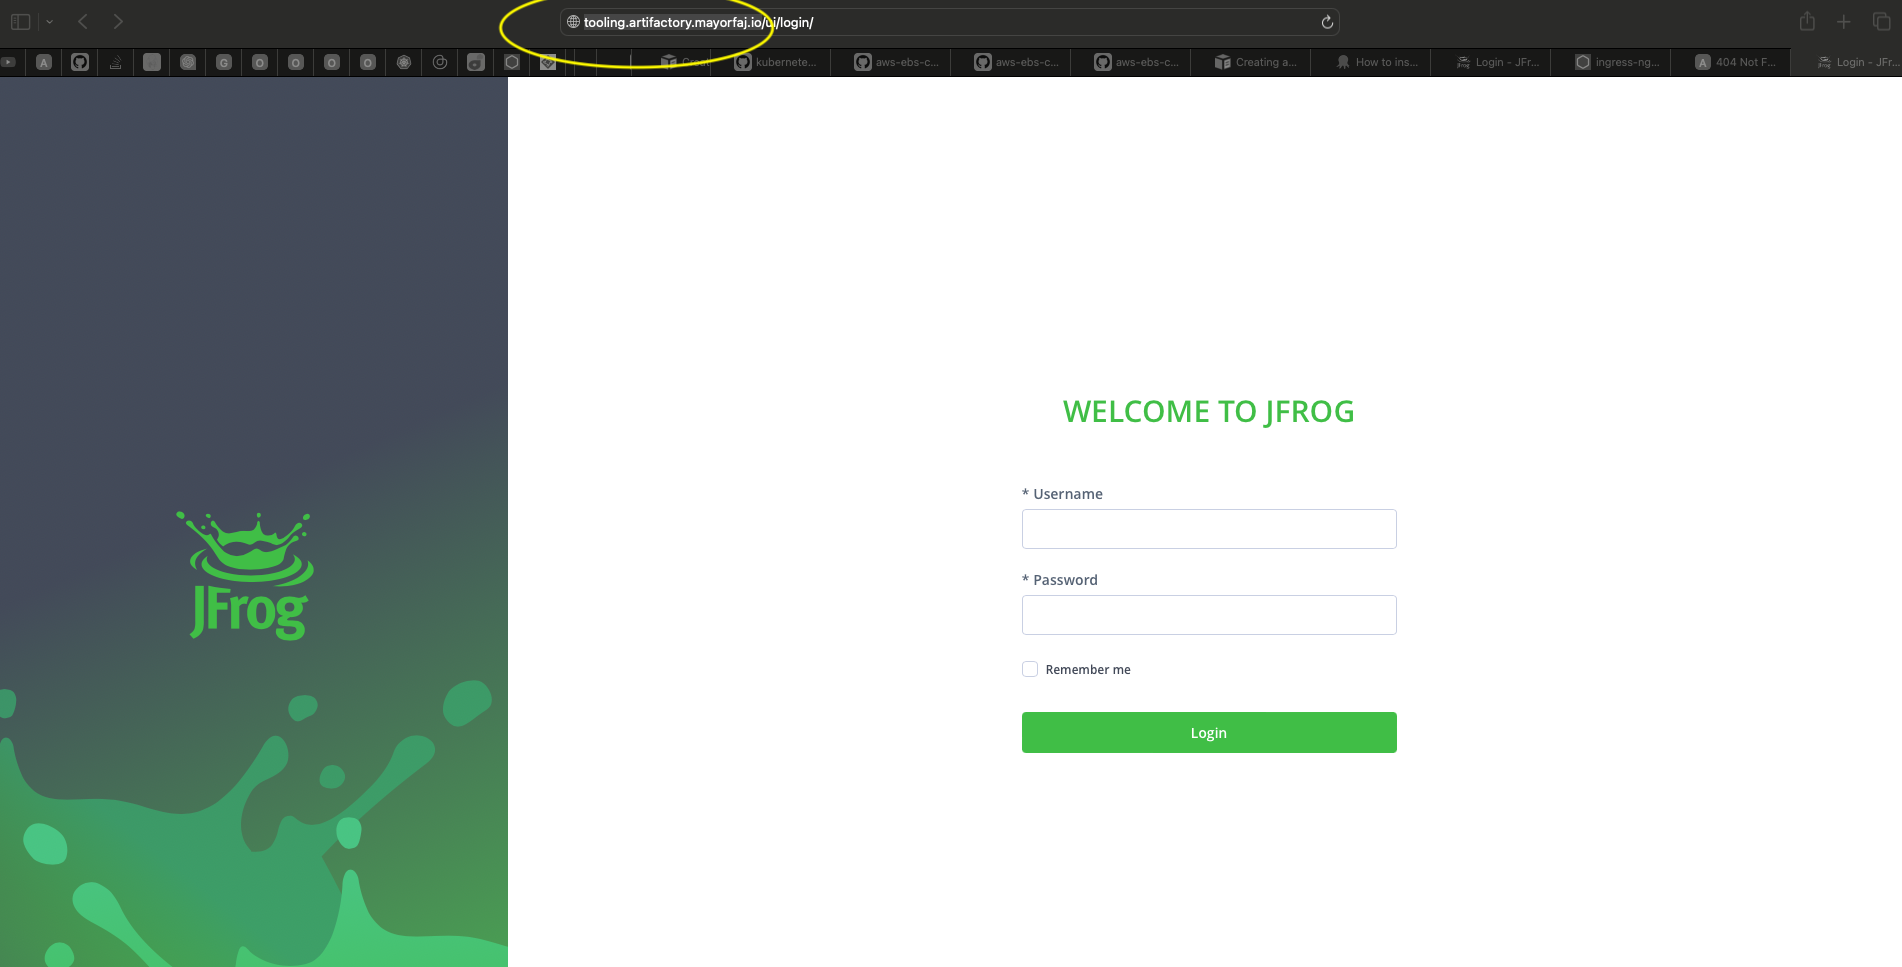 tooling.artifactory.mayorfaj.io/ui/login/
A
G
O
O
O
O
Creat
kubernete...
aws-ebs-c...
aws-ebs-c...
aws-ebs-c...
Creating a...
How to ins...
Login - JFr...
ingress-ng...
A 404 Not F...
Login - JFr...
WELCOME TO JFROG
* Username
* Password
Remember me
Login
JFrog